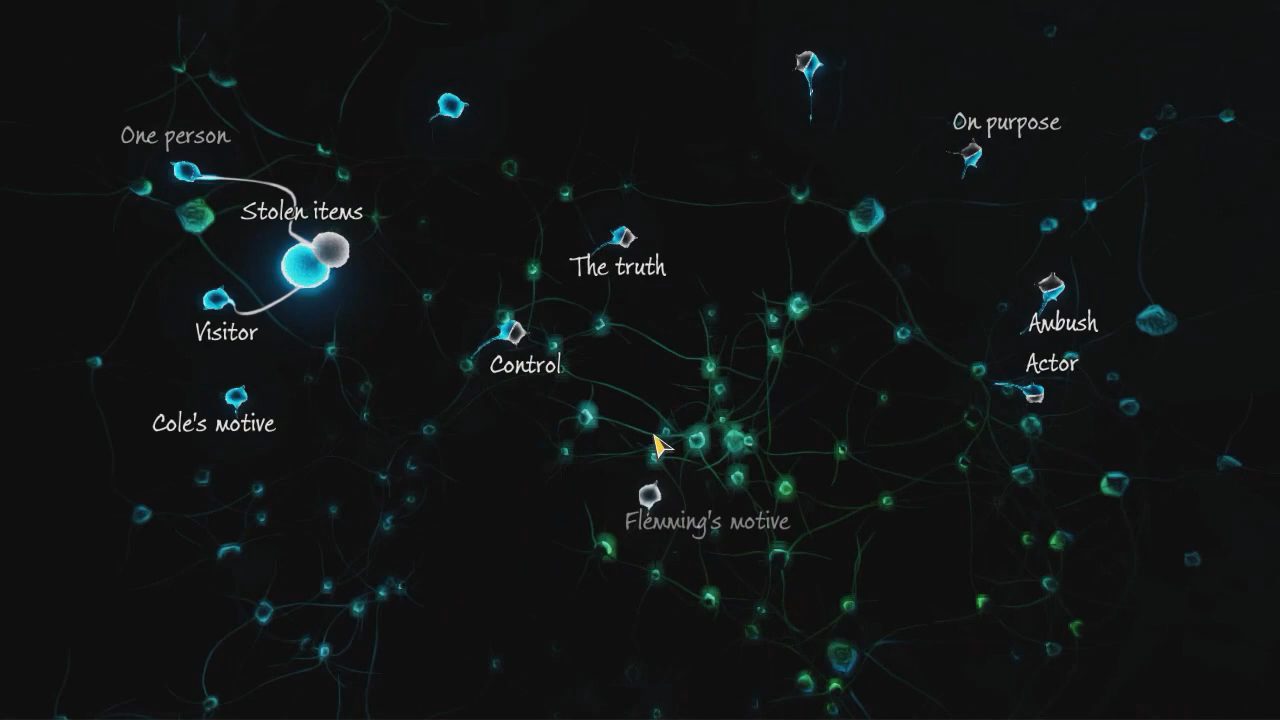 On purpose
One person
Stolen items
The truth
Ambush
Visitor
Control
Actor
Cole's motive
Flemming's motive